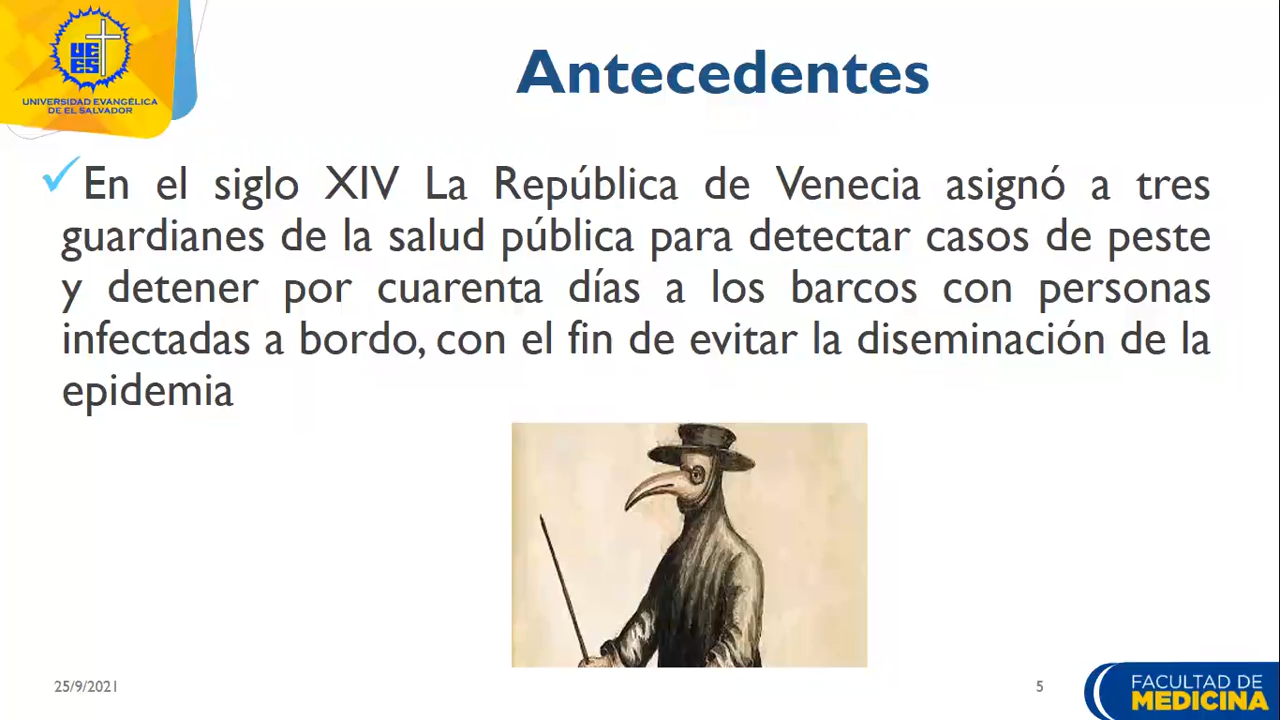 UE
ES
UNIVERSIDAD EVANGÉLICA
DE EL SALVADOR
Antecedentes
En el siglo XIV La República de Venecia asignó a tres
guardianes de la salud pública para detectar casos de peste
y detener por cuarenta días a los barcos con personas
infectadas a bordo, con el fin de evitar la diseminación de la
epidemia
25/9/2021
5
FACULTAD DE
MEDICINA